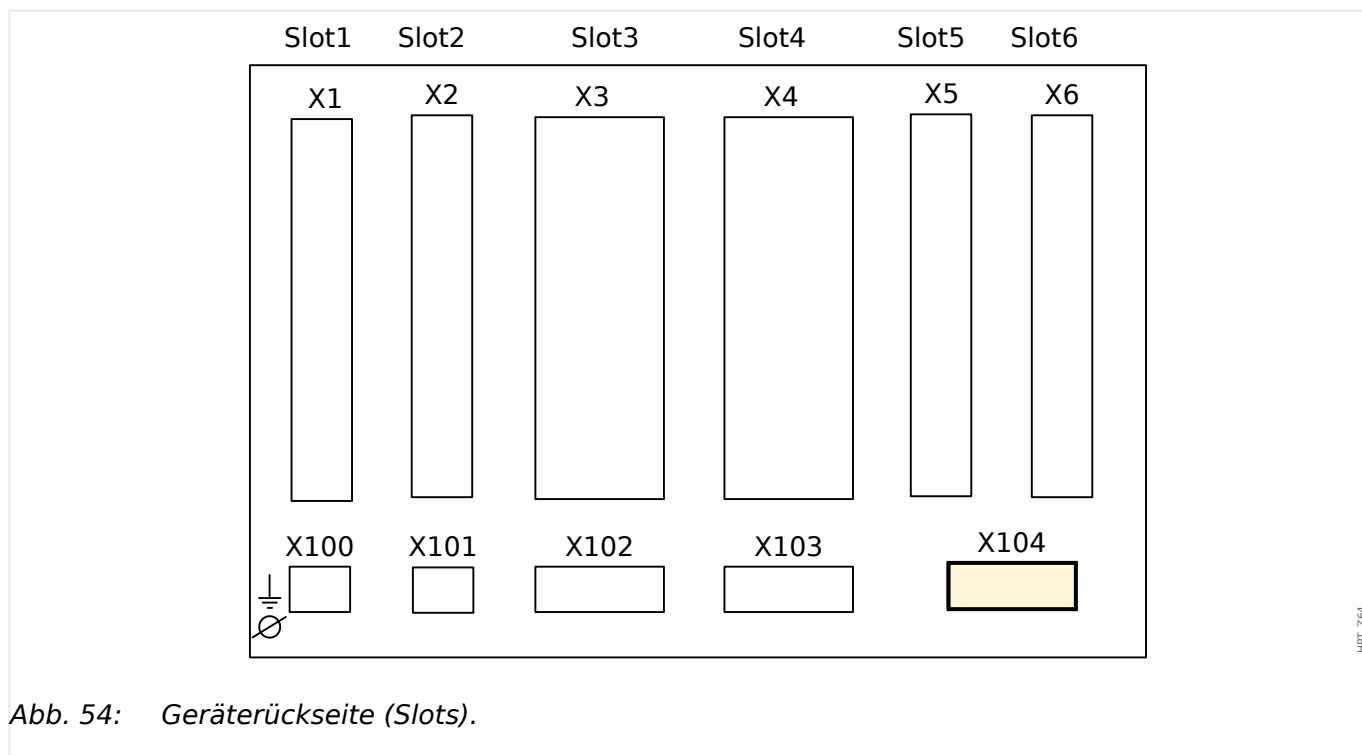 Slot1 Slot2 Slot3 Slot4 Slot5 Slot6
X1 X2 X3 X4 X5 X6
X100 X101 X102 X103 X104
HPT_Z64
Abb. 54: Geräterückseite (Slots).